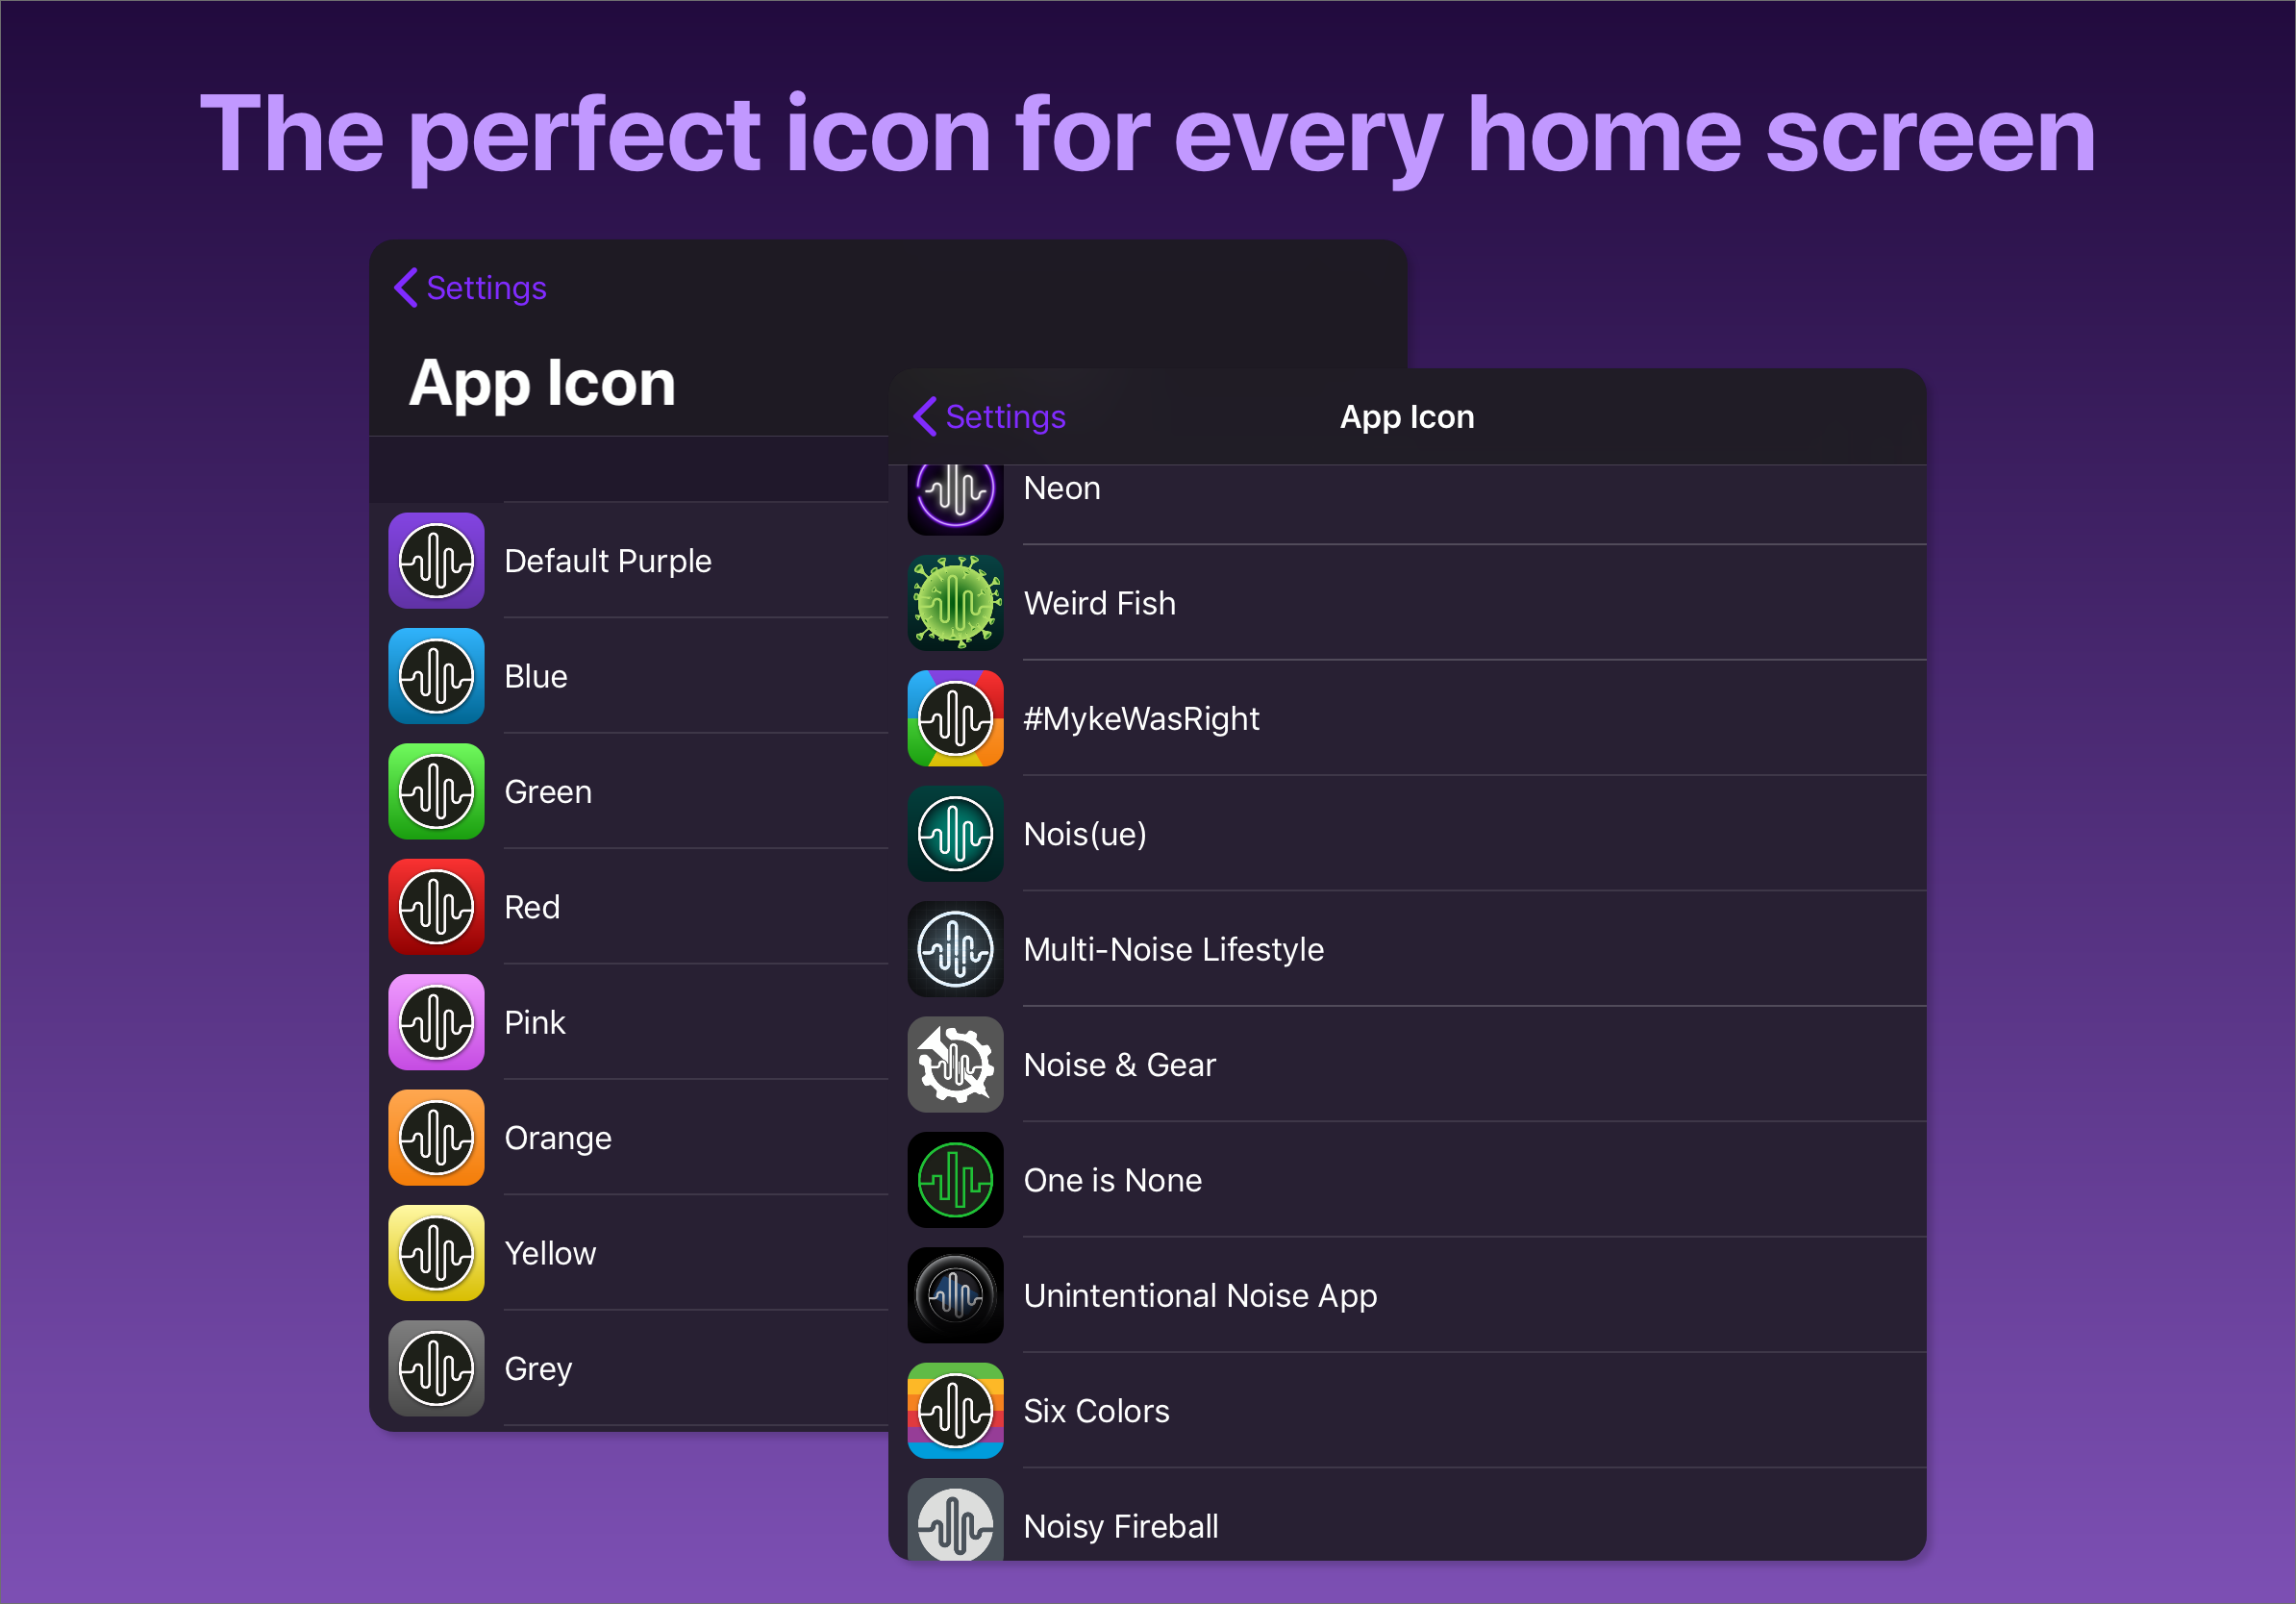 The perfect icon for every home screen
Settings
App Icon
Default Purple
Blue
Green
Red
Pink
Orange
Yellow
Grey
Settings
App Icon
Neon
Weird Fish
#MykeWasRight
Nois(ue)
Multi-Noise Lifestyle
Noise & Gear
One is None
Unintentional Noise App
Six Colors
Noisy Fireball